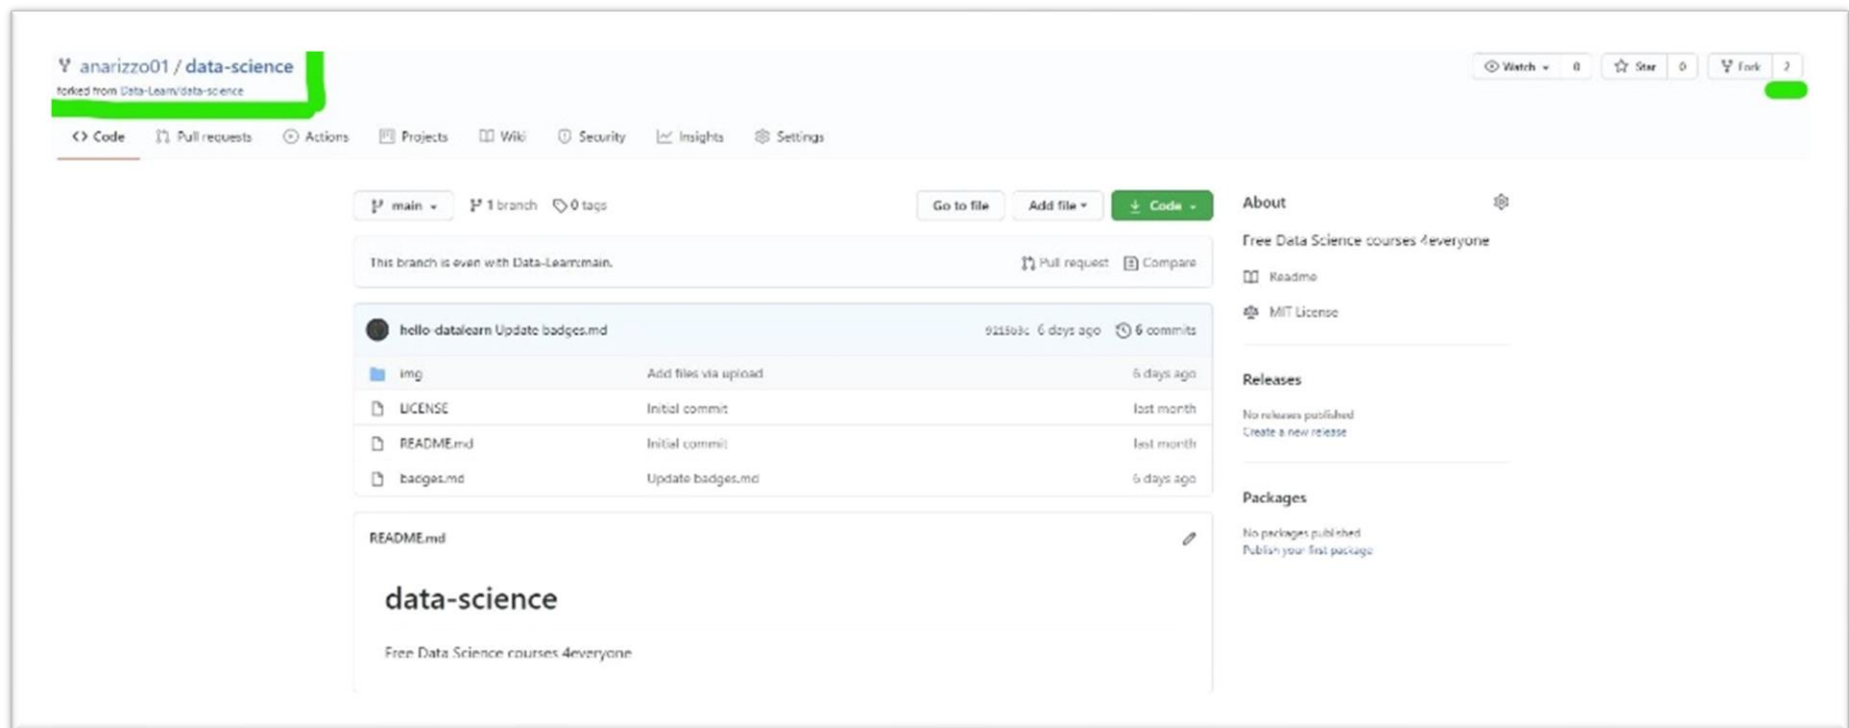 anarizzo01 / data-science
forked from Data-Learn/data-science
Watch 0 Star 0 Fork 2
Code Pull requests Actions Projects Wiki Security Insights Settings
main 1 branch 0 tags Go to file Add file Code
This branch is even with Data-Learn:main. Pull request Compare
hello-datalearn Update badges.md 6 days ago 6 commits
img Add files via upload 6 days ago
LICENSE Initial commit last month
README.md Initial commit last month
badges.md Update badges.md 6 days ago
README.md
data-science
Free Data Science courses 4everyone
About
Free Data Science courses 4everyone
Readme
MIT License
Releases
No releases published
Create a new release
Packages
No packages published
Publish your first package